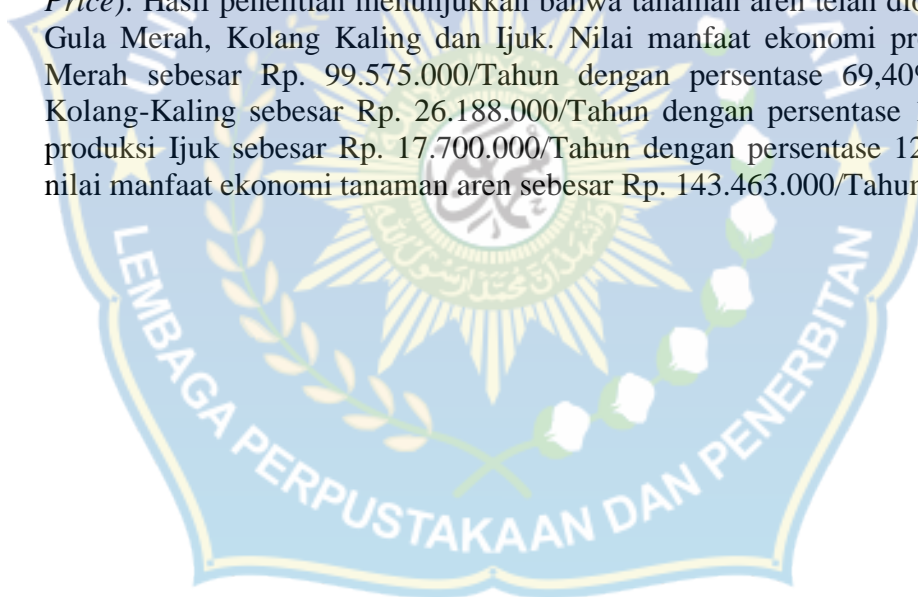 Price). Hasil penelitian menunjukkan bahwa tanaman aren telah
Gula Merah, Kolang Kaling dan Ijuk. Nilai manfaat ekonomi
Merah sebesar Rp. 99.575.000/Tahun dengan persentase 69,40
Kolang-Kaling sebesar Rp. 26.188.000/Tahun dengan persentase
produksi Ijuk sebesar Rp. 17.700.000/Tahun dengan persentase 12
nilai manfaat ekonomi tanaman aren sebesar Rp. 143.463.000/Tahun
LEMBAGA PERPUSTAKAAN DAN PENERBITAN